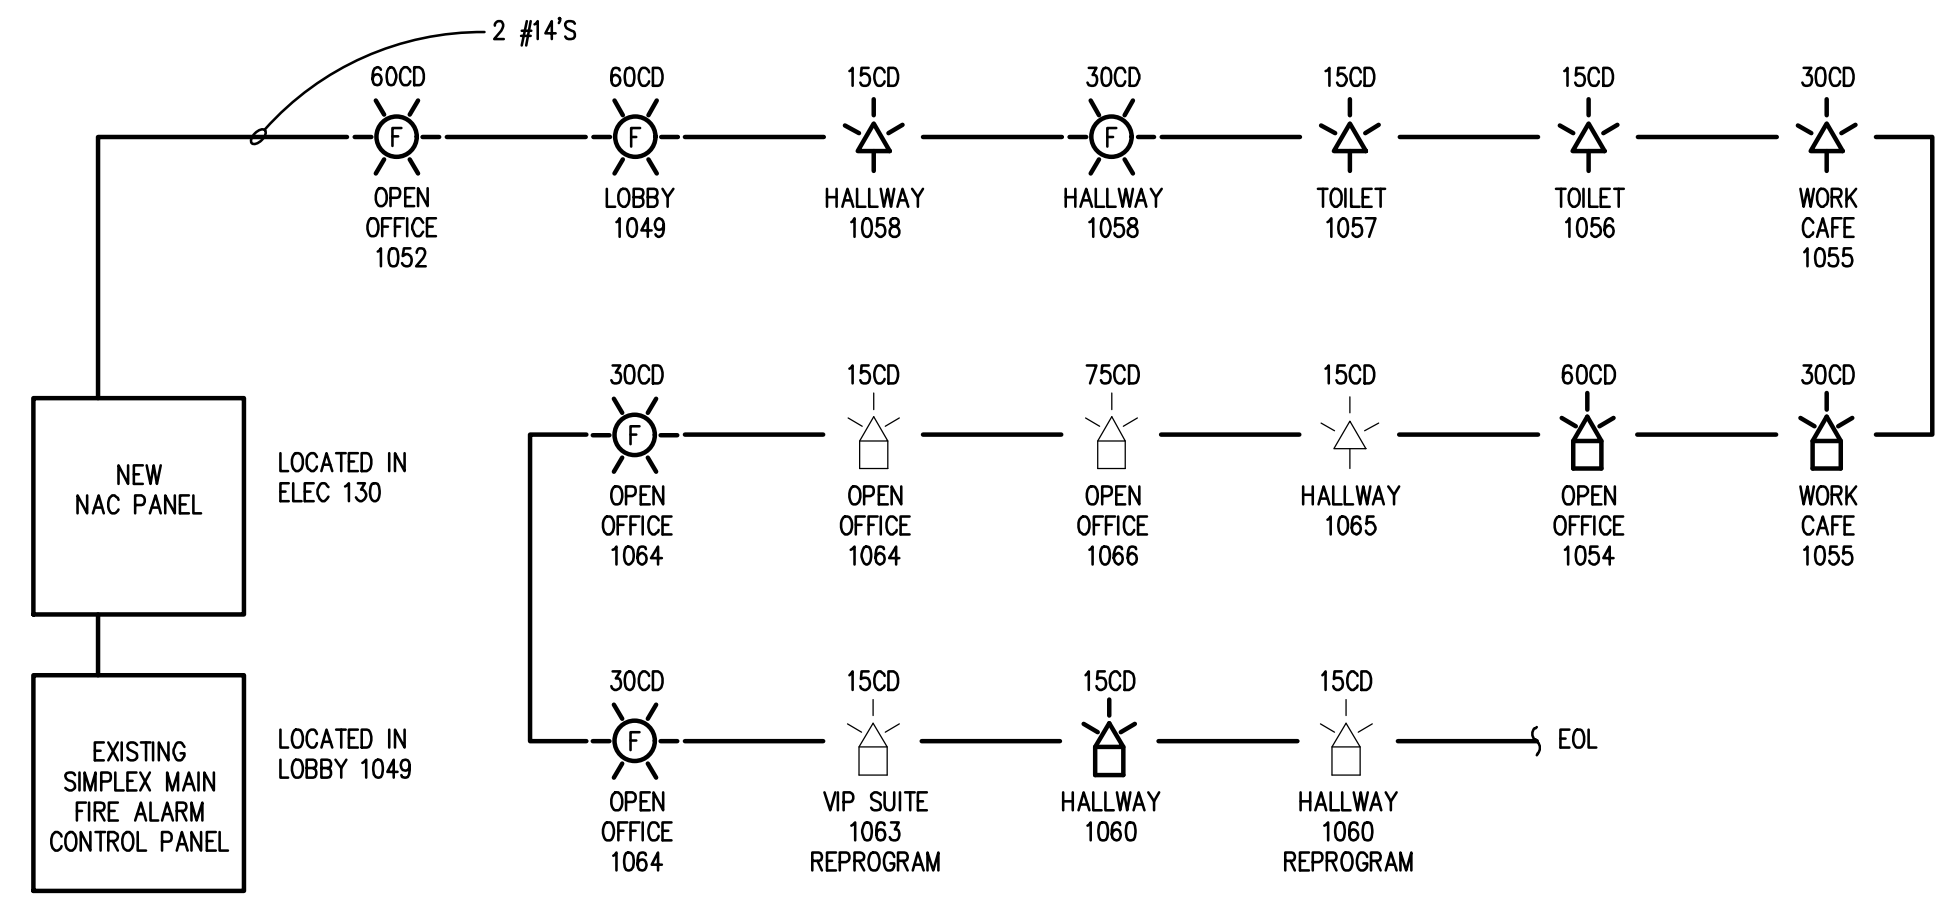 2 #14'S
60CD
60CD
15CD
30CD
15CD
15CD
30CD
F
F
F
OPEN
OFFICE
1052
LOBBY
1049
HALLWAY
1058
HALLWAY
1058
TOILET
1057
TOILET
1056
WORK
CAFE
1055
30CD
15CD
75CD
15CD
60CD
30CD
F
OPEN
OFFICE
1064
OPEN
OFFICE
1064
OPEN
OFFICE
1066
HALLWAY
1065
OPEN
OFFICE
1054
WORK
CAFE
1055
NEW
NAC PANEL
LOCATED IN
ELEC 130
30CD
15CD
15CD
15CD
F
EOL
OPEN
OFFICE
1064
VIP SUITE
1063
REPROGRAM
HALLWAY
1060
HALLWAY
1060
REPROGRAM
EXISTING
SIMPLEX MAIN
FIRE ALARM
CONTROL PANEL
LOCATED IN
LOBBY 1049